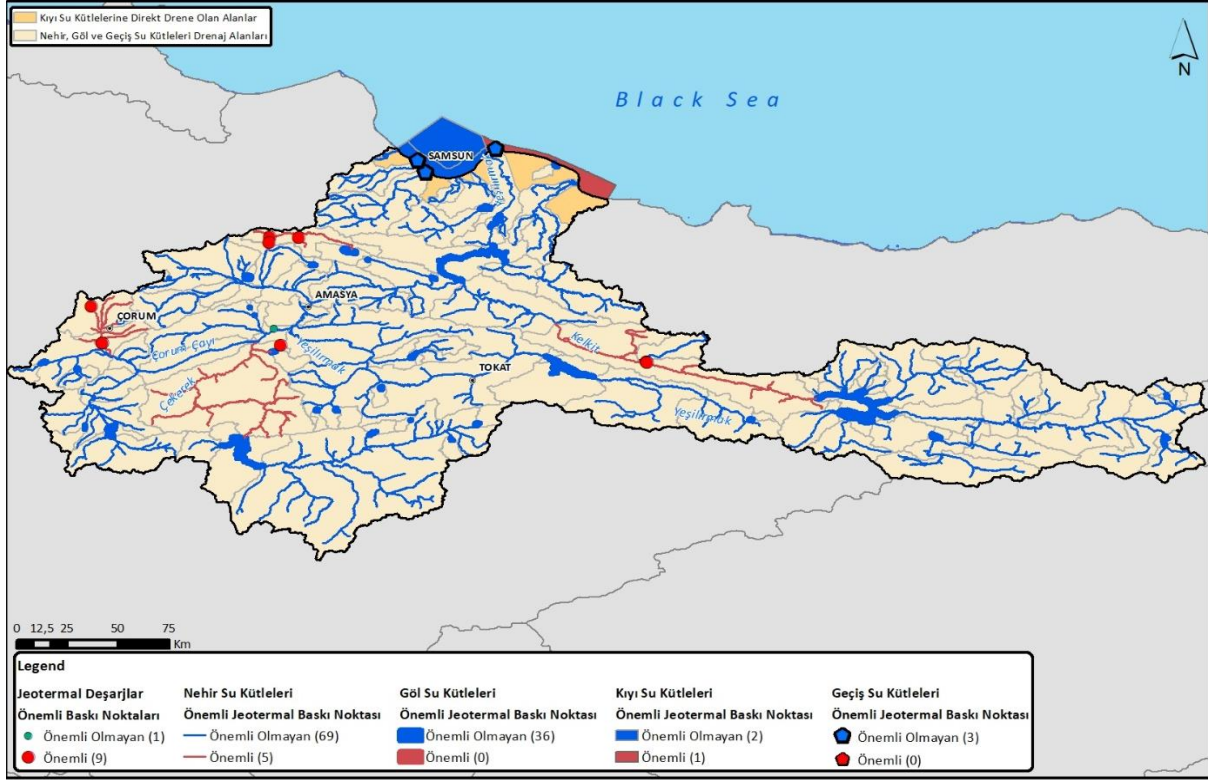 Kıyı Su Kütlelerine Direkt Drene Olan Alanlar
Nehir, Göl ve Geçiş Su Kütleleri Drenaj Alanları
N
Black Sea
SAMSUN
Yeşilırmak
AMASYA
ÇORUM
Çorum Çayı
Yeşilırmak
Kelkit
TOKAT
Çekerek
Yeşilırmak
0 12,5 25 50 75
Km
Legend
Jeotermal Deşarjlar
Önemli Baskı Noktaları
Önemli Olmayan (1)
Önemli (9)
Nehir Su Kütleleri
Önemli Jeotermal Baskı Noktası
Önemli Olmayan (69)
Önemli (5)
Göl Su Kütleleri
Önemli Jeotermal Baskı Noktası
Önemli Olmayan (36)
Önemli (0)
Kıyı Su Kütleleri
Önemli Jeotermal Baskı Noktası
Önemli Olmayan (2)
Önemli (1)
Geçiş Su Kütleleri
Önemli Jeotermal Baskı Noktası
Önemli Olmayan (3)
Önemli (0)